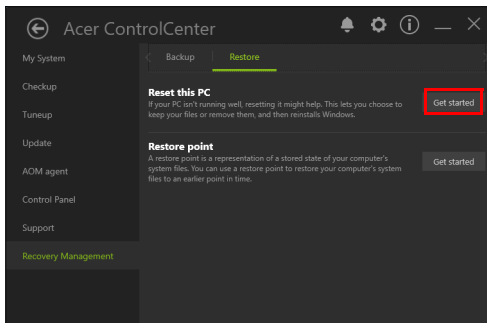 Acer ControlCenter
My System
Checkup
Tuneup
Update
AOM agent
Control Panel
Support
Recovery Management
Backup
Restore
Reset this PC
If your PC isn't running well, resetting it might help. This lets you choose to
keep your files or remove them, and then reinstalls Windows.
Get started
Restore point
A restore point is a representation of a stored state of your computer's
system files. You can use a restore point to restore your computer's system
files to an earlier point in time.
Get started